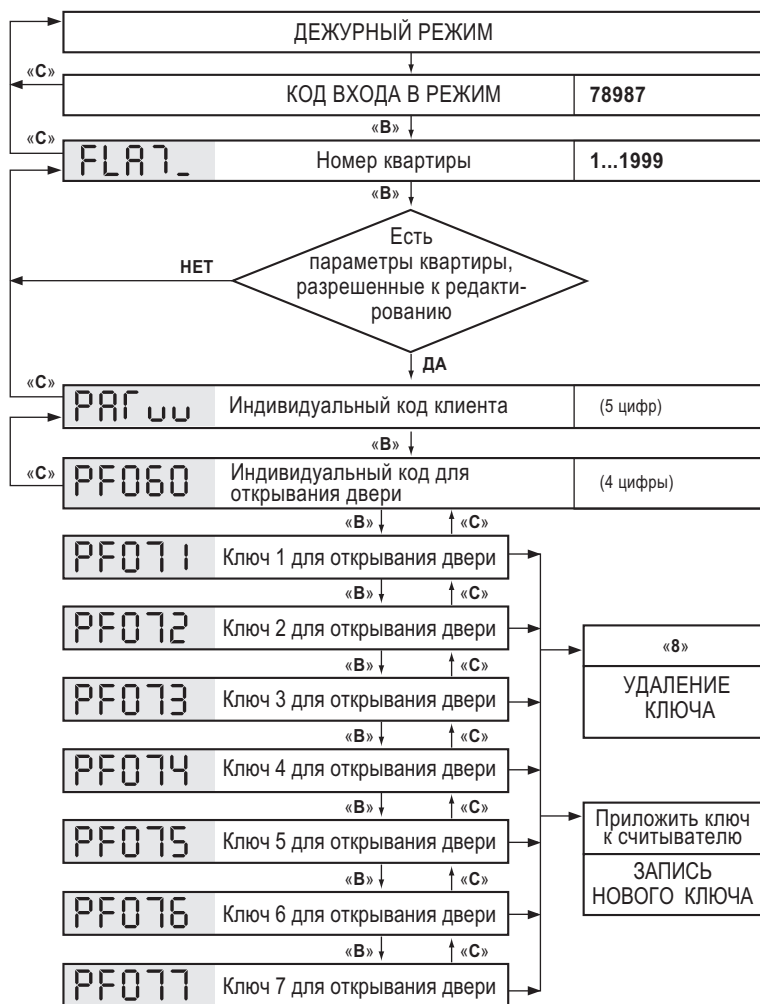 ДЕЖУРНЫЙ РЕЖИМ
«С»
КОД ВХОДА В РЕЖИМ 78987
«С»
«В»
FLAT_ Номер квартиры 1...1999
«В»
Есть
параметры квартиры,
разрешенные к редакти-
рованию
НЕТ
ДА
«С»
PAГ υυ Индивидуальный код клиента (5 цифр)
«В»
«С»
PF060 Индивидуальный код для
открывания двери (4 цифры)
«В» «С»
PF071 Ключ 1 для открывания двери
«В» «С»
PF072 Ключ 2 для открывания двери
«В» «С»
PF073 Ключ 3 для открывания двери
«В» «С»
PF074 Ключ 4 для открывания двери
«В» «С»
PF075 Ключ 5 для открывания двери
«В» «С»
PF076 Ключ 6 для открывания двери
«В» «С»
PF077 Ключ 7 для открывания двери
«8»
УДАЛЕНИЕ
КЛЮЧА
Приложить ключ
к считывателю
ЗАПИСЬ
НОВОГО КЛЮЧА